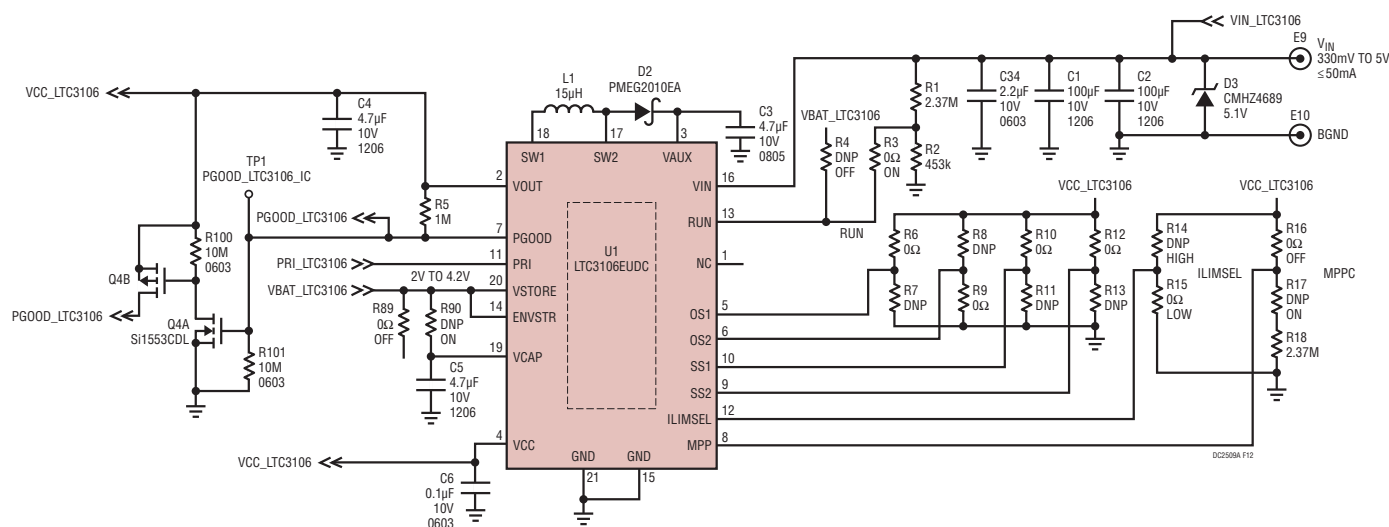 VIN_LTC3106
E9
VIN
330mV TO 5V
≤50mA
VCC_LTC3106
C4
4.7µF
10V
1206
L1
15µH
D2
PMEG2010EA
C3
4.7µF
10V
0805
VBAT_LTC3106
R4
DNP
OFF
R3
0Ω
ON
R1
2.37M
R2
453k
C34
2.2µF
10V
0603
C1
100µF
10V
1206
C2
100µF
10V
1206
D3
CMHZ4689
5.1V
E10
BGND
18
17
3
SW1
SW2
VAUX
TP1
PGOOD_LTC3106_IC
2
VOUT
VIN
16
R5
1M
PGOOD_LTC3106
7
PGOOD
RUN
13
RUN
R100
10M
0603
PRI_LTC3106
11
PRI
U1
LTC3106EUDC
NC
1
Q4B
2V TO 4.2V
VBAT_LTC3106
20
VSTORE
14
ENVSTR
PGOOD_LTC3106
Q4A
Si1553CDL
R89
0Ω
OFF
R90
DNP
ON
19
VCAP
R101
10M
0603
C5
4.7µF
10V
1206
VCC_LTC3106
VCC_LTC3106
R6
0Ω
R8
DNP
R10
0Ω
R12
0Ω
R14
DNP
HIGH
R16
0Ω
OFF
ILIMSEL
MPPC
R7
DNP
R9
0Ω
R11
DNP
R13
DNP
R15
0Ω
LOW
R17
DNP
ON
R18
2.37M
OS1
5
OS2
6
SS1
10
SS2
9
ILIMSEL
12
MPP
8
4
VCC
VCC_LTC3106
GND
GND
21
15
C6
0.1µF
10V
0603
DC2509A F12